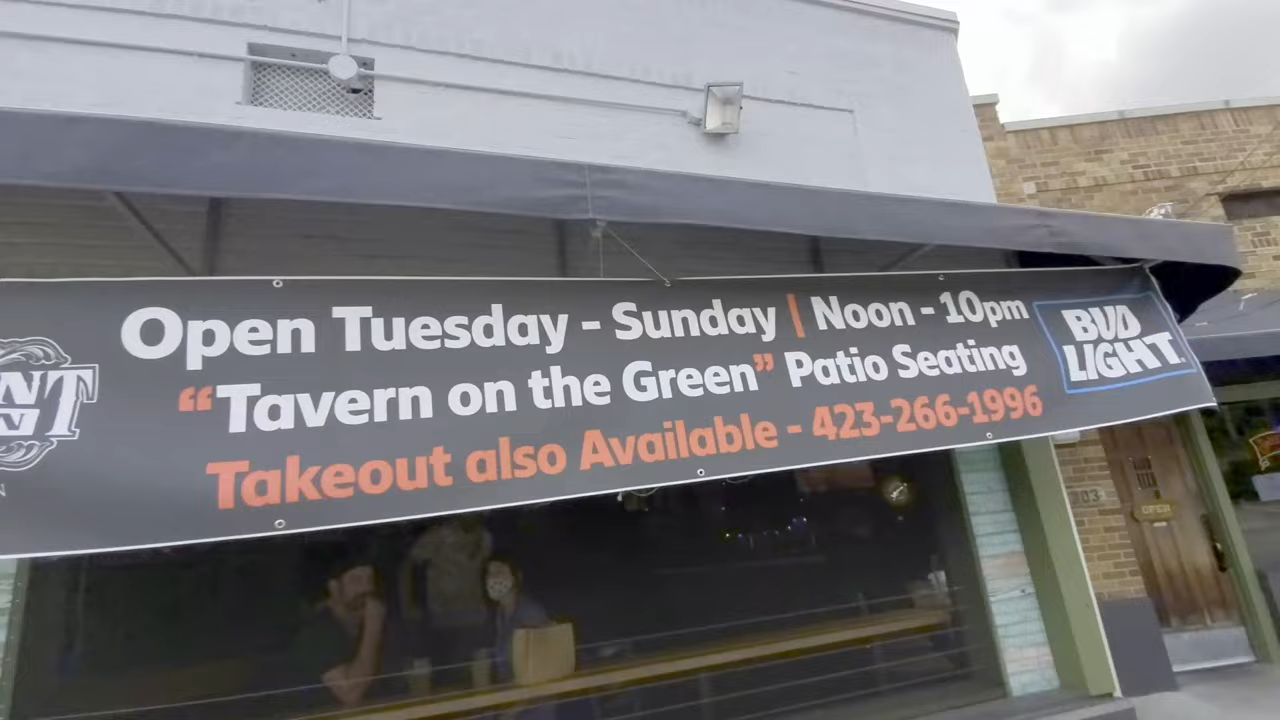 Open Tuesday - Sunday | Noon - 10pm
"Tavern on the Green" Patio Seating
Takeout also Available - 423-266-1996
BUD
LIGHT
OPEN